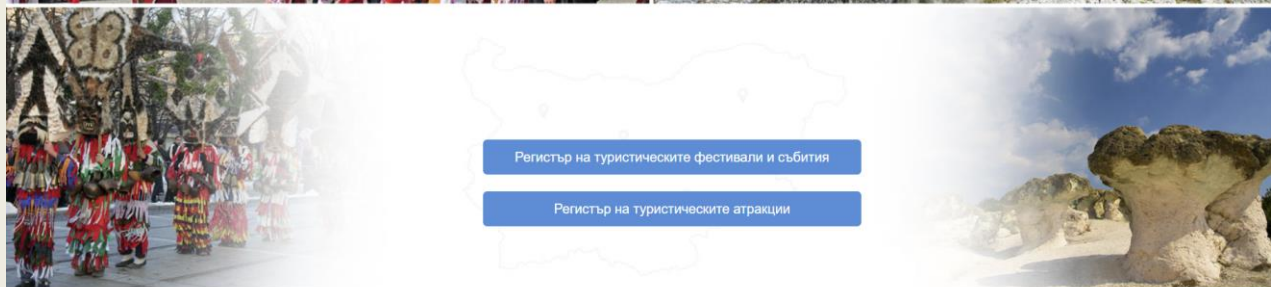 Регистър на туристическите фестивали и събития
Регистър на туристическите атракции